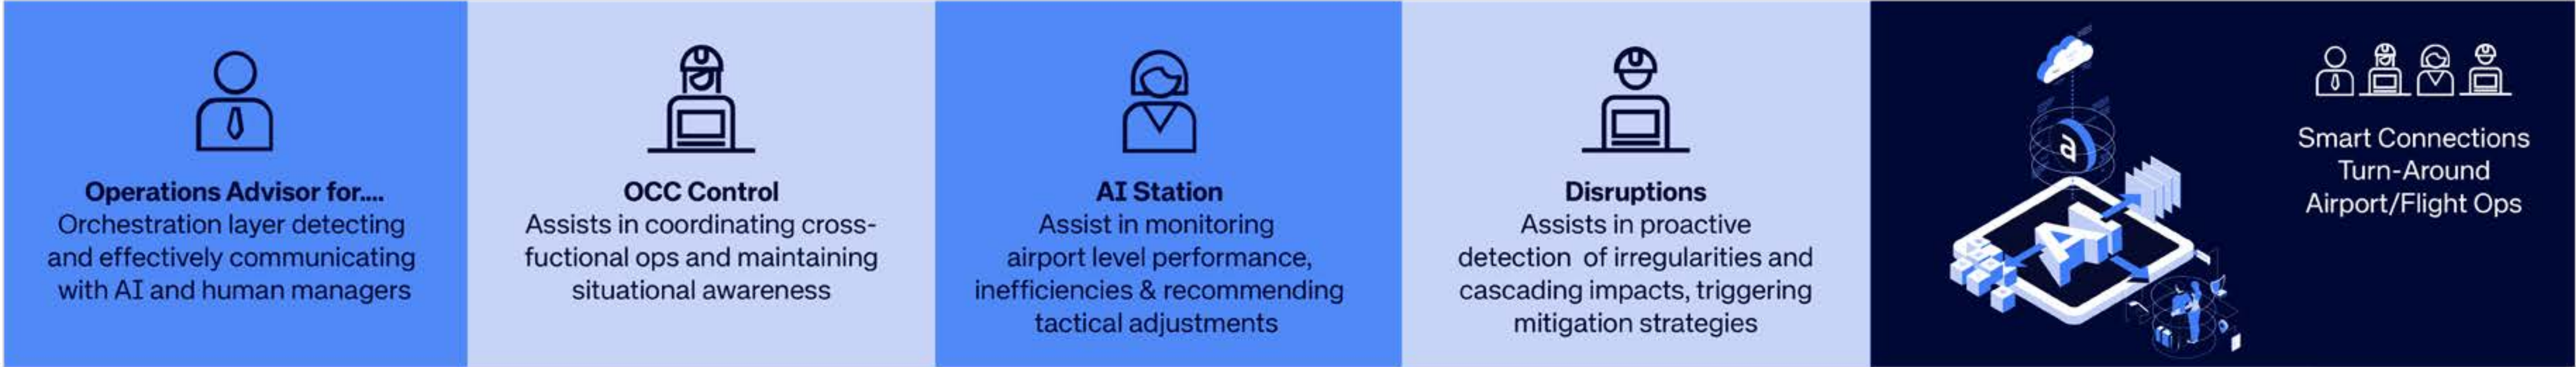 Operations Advisor for....
Orchestration layer detecting
and effectively communicating
with AI and human managers
OCC Control
Assists in coordinating cross-
fuctional ops and maintaining
situational awareness
AI Station
Assist in monitoring
airport level performance,
inefficiencies & recommending
tactical adjustments
Disruptions
Assists in proactive
detection of irregularities and
cascading impacts, triggering
mitigation strategies
a
AI
Smart Connections
Turn-Around
Airport/Flight Ops